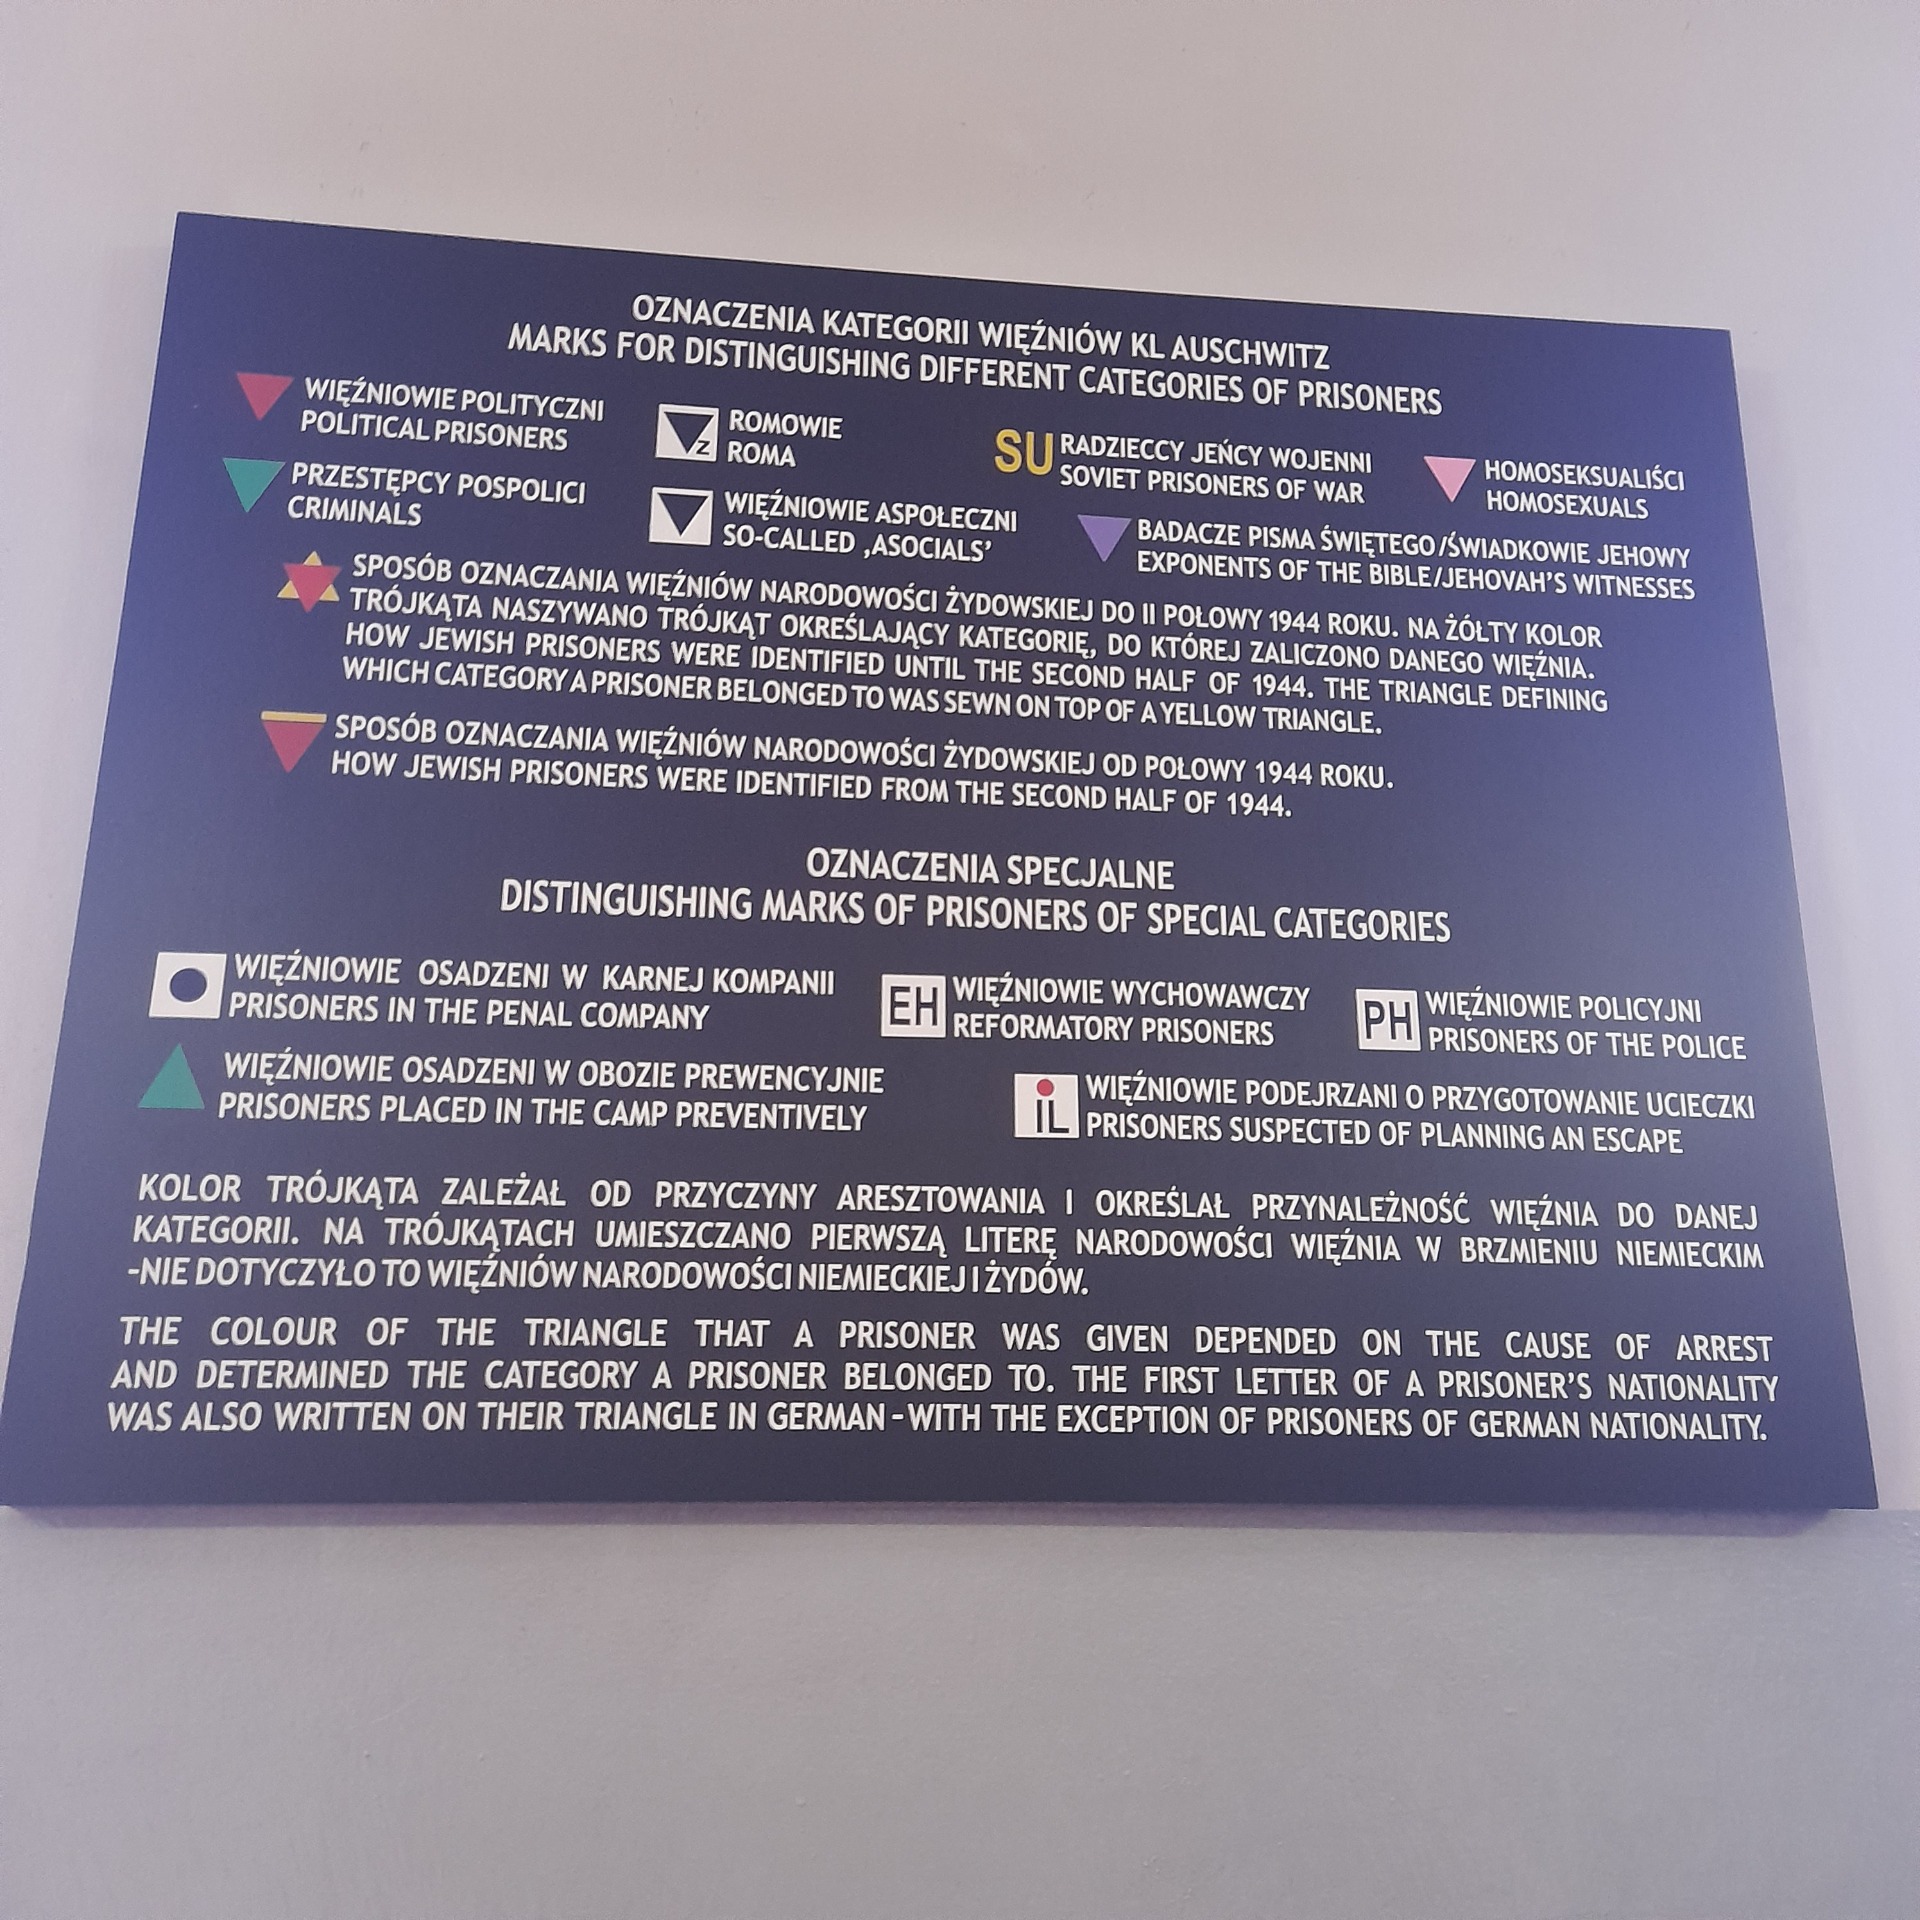 OZNACZENIA KATEGORII WIĘŹNIÓW KL AUSCHWITZ
MARKS FOR DISTINGUISHING DIFFERENT CATEGORIES OF PRISONERS
WIĘŹNIOWIE POLITYCZNI
POLITICAL PRISONERS
Z
ROMOWIE
ROMA
SU
RADZIECCY JEŃCY WOJENNI
SOVIET PRISONERS OF WAR
HOMOSEKSUALIŚCI
HOMOSEXUALS
PRZESTĘPCY POSPOLICI
CRIMINALS
WIĘŹNIOWIE ASPOŁECZNI
SO-CALLED ‚ASOCIALS’
BADACZE PISMA ŚWIĘTEGO/ŚWIADKOWIE JEHOWY
EXPONENTS OF THE BIBLE/JEHOVAH'S WITNESSES
SPOSÓB OZNACZANIA WIĘŹNIÓW NARODOWOŚCI ŻYDOWSKIEJ DO II POŁOWY 1944 ROKU. NA ŻÓŁTY KOLOR
TRÓJKĄTA NASZYWANO TRÓJKĄT OKREŚLAJĄCY KATEGORIĘ, DO KTÓREJ ZALICZONO DANEGO WIĘŹNIA.
HOW JEWISH PRISONERS WERE IDENTIFIED UNTIL THE SECOND HALF OF 1944. THE TRIANGLE DEFINING
WHICH CATEGORY A PRISONER BELONGED TO WAS SEWN ON TOP OF A YELLOW TRIANGLE.
SPOSÓB OZNACZANIA WIĘŹNIÓW NARODOWOŚCI ŻYDOWSKIEJ OD POŁOWY 1944 ROKU.
HOW JEWISH PRISONERS WERE IDENTIFIED FROM THE SECOND HALF OF 1944.
OZNACZENIA SPECJALNE
DISTINGUISHING MARKS OF PRISONERS OF SPECIAL CATEGORIES
WIĘŹNIOWIE OSADZENI W KARNEJ KOMPANII
PRISONERS IN THE PENAL COMPANY
EH
WIĘŹNIOWIE WYCHOWAWCZY
REFORMATORY PRISONERS
PH
WIĘŹNIOWIE POLICYJNI
PRISONERS OF THE POLICE
WIĘŹNIOWIE OSADZENI W OBOZIE PREWENCYJNIE
PRISONERS PLACED IN THE CAMP PREVENTIVELY
iL
WIĘŹNIOWIE PODEJRZANI O PRZYGOTOWANIE UCIECZKI
PRISONERS SUSPECTED OF PLANNING AN ESCAPE
KOLOR TRÓJKĄTA ZALEŻAŁ OD PRZYCZYNY ARESZTOWANIA I OKREŚLAŁ PRZYNALEŻNOŚĆ WIĘŹNIA DO DANEJ
KATEGORII. NA TRÓJKĄTACH UMIESZCZANO PIERWSZĄ LITERĘ NARODOWOŚCI WIĘŹNIA W BRZMIENIU NIEMIECKIM
-NIE DOTYCZYŁO TO WIĘŹNIÓW NARODOWOŚCI NIEMIECKIEJ I ŻYDÓW.
THE COLOUR OF THE TRIANGLE THAT A PRISONER WAS GIVEN DEPENDED ON THE CAUSE OF ARREST
AND DETERMINED THE CATEGORY A PRISONER BELONGED TO. THE FIRST LETTER OF A PRISONER'S NATIONALITY
WAS ALSO WRITTEN ON THEIR TRIANGLE IN GERMAN -WITH THE EXCEPTION OF PRISONERS OF GERMAN NATIONALITY.